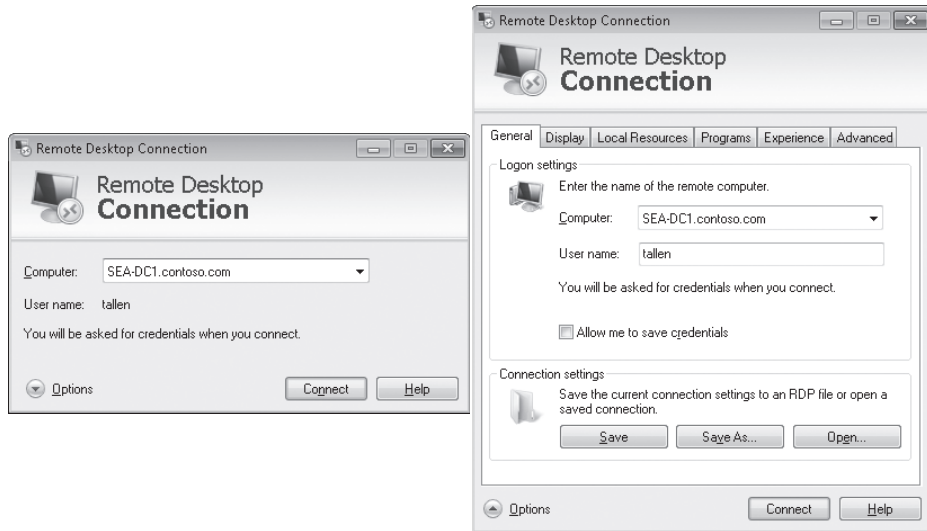 Remote Desktop Connection
Remote Desktop
Connection
Computer: SEA-DC1.contoso.com
User name: tallen
You will be asked for credentials when you connect.
Options Connect Help
Remote Desktop Connection
Remote Desktop
Connection
General Display Local Resources Programs Experience Advanced
Logon settings
Enter the name of the remote computer.
Computer: SEA-DC1.contoso.com
User name: tallen
You will be asked for credentials when you connect.
Allow me to save credentials
Connection settings
Save the current connection settings to an RDP file or open a
saved connection.
Save Save As... Open...
Options Connect Help